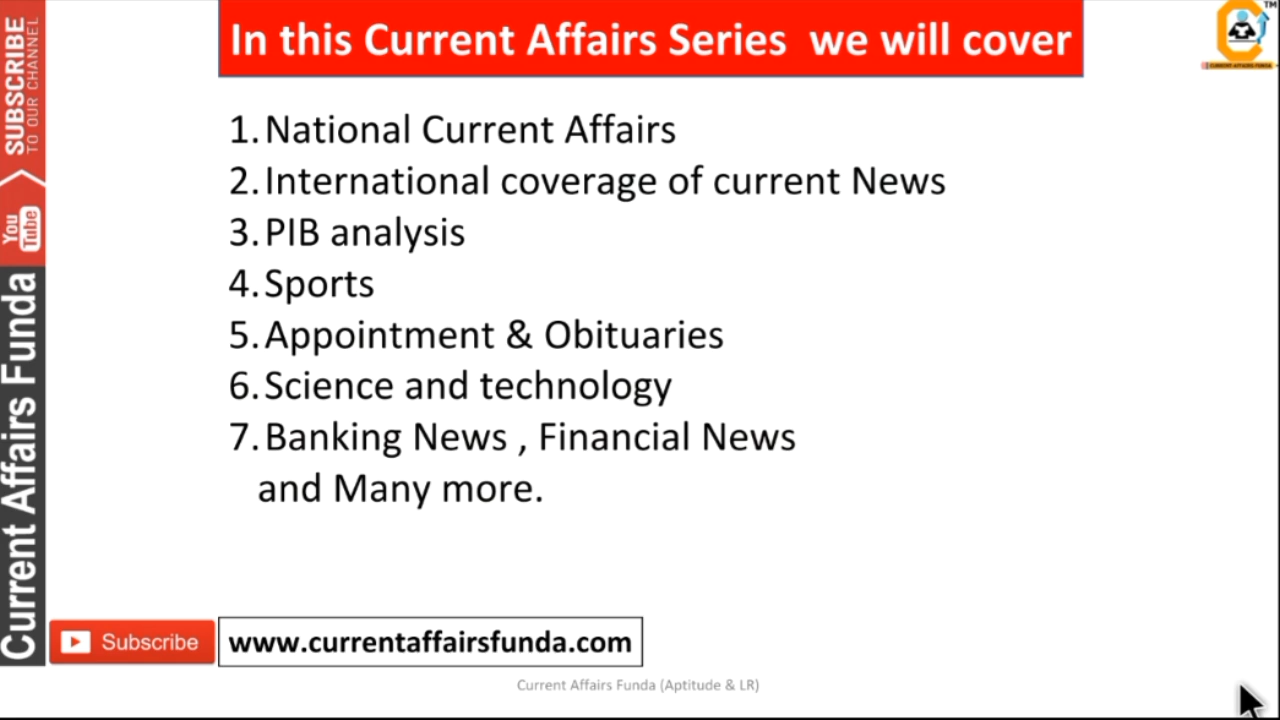 In this Current Affairs Series we will cover
TM
CURRENT AFFAIRS FUNDA
SUBSCRIBE
TO OUR CHANNEL
You
Tube
Current Affairs Funda
1. National Current Affairs
2. International coverage of current News
3. PIB analysis
4. Sports
5. Appointment & Obituaries
6. Science and technology
7. Banking News , Financial News
and Many more.
Subscribe
www.currentaffairsfunda.com
Current Affairs Funda (Aptitude & LR)